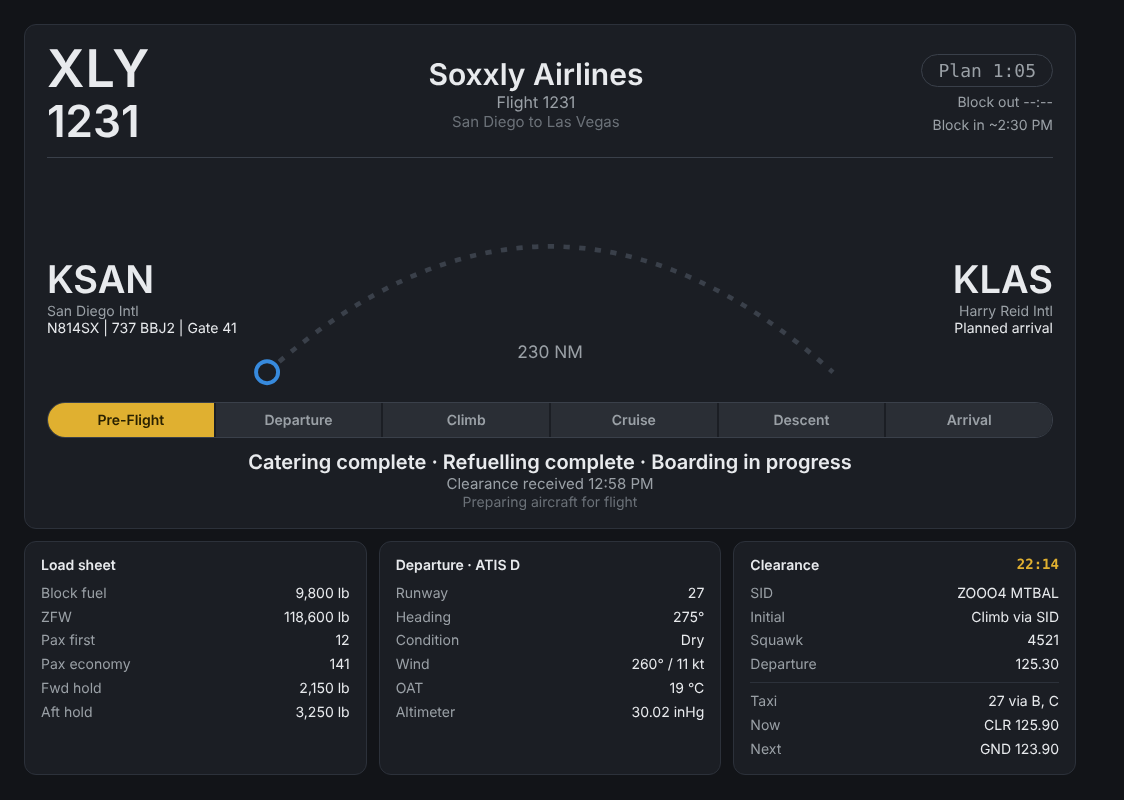 XLY
1231
Soxxly Airlines
Flight 1231
San Diego to Las Vegas
Plan 1:05
Block out --:--
Block in ~2:30 PM
KSAN
San Diego Intl
N814SX | 737 BBJ2 | Gate 41
230 NM
KLAS
Harry Reid Intl
Planned arrival
Pre-Flight Departure Climb Cruise Descent Arrival
Catering complete · Refuelling complete · Boarding in progress
Clearance received 12:58 PM
Preparing aircraft for flight
Load sheet
Block fuel 9,800 lb
ZFW 118,600 lb
Pax first 12
Pax economy 141
Fwd hold 2,150 lb
Aft hold 3,250 lb
Departure · ATIS D
Runway 27
Heading 275°
Condition Dry
Wind 260° / 11 kt
OAT 19 °C
Altimeter 30.02 inHg
Clearance 22:14
SID ZOOO4 MTBAL
Initial Climb via SID
Squawk 4521
Departure 125.30
Taxi 27 via B, C
Now CLR 125.90
Next GND 123.90